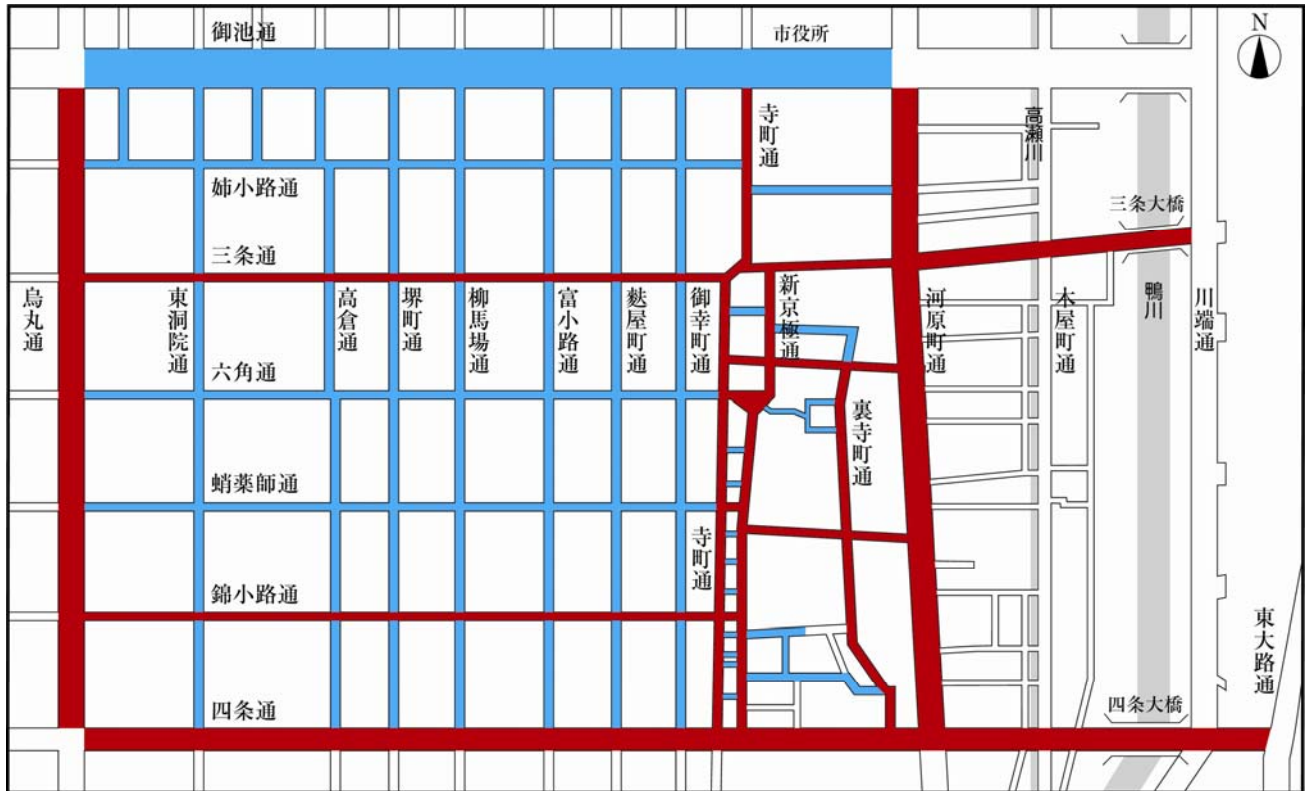 御池通
市役所
N
寺町通
高瀬川
姉小路通
三条大橋
三条通
烏丸通
東洞院通
高倉通
堺町通
柳馬場通
富小路通
麩屋町通
御幸町通
新京極通
河原町通
木屋町通
鴨川
川端通
六角通
裏寺町通
蛸薬師通
寺町通
錦小路通
東大路通
四条通
四条大橋